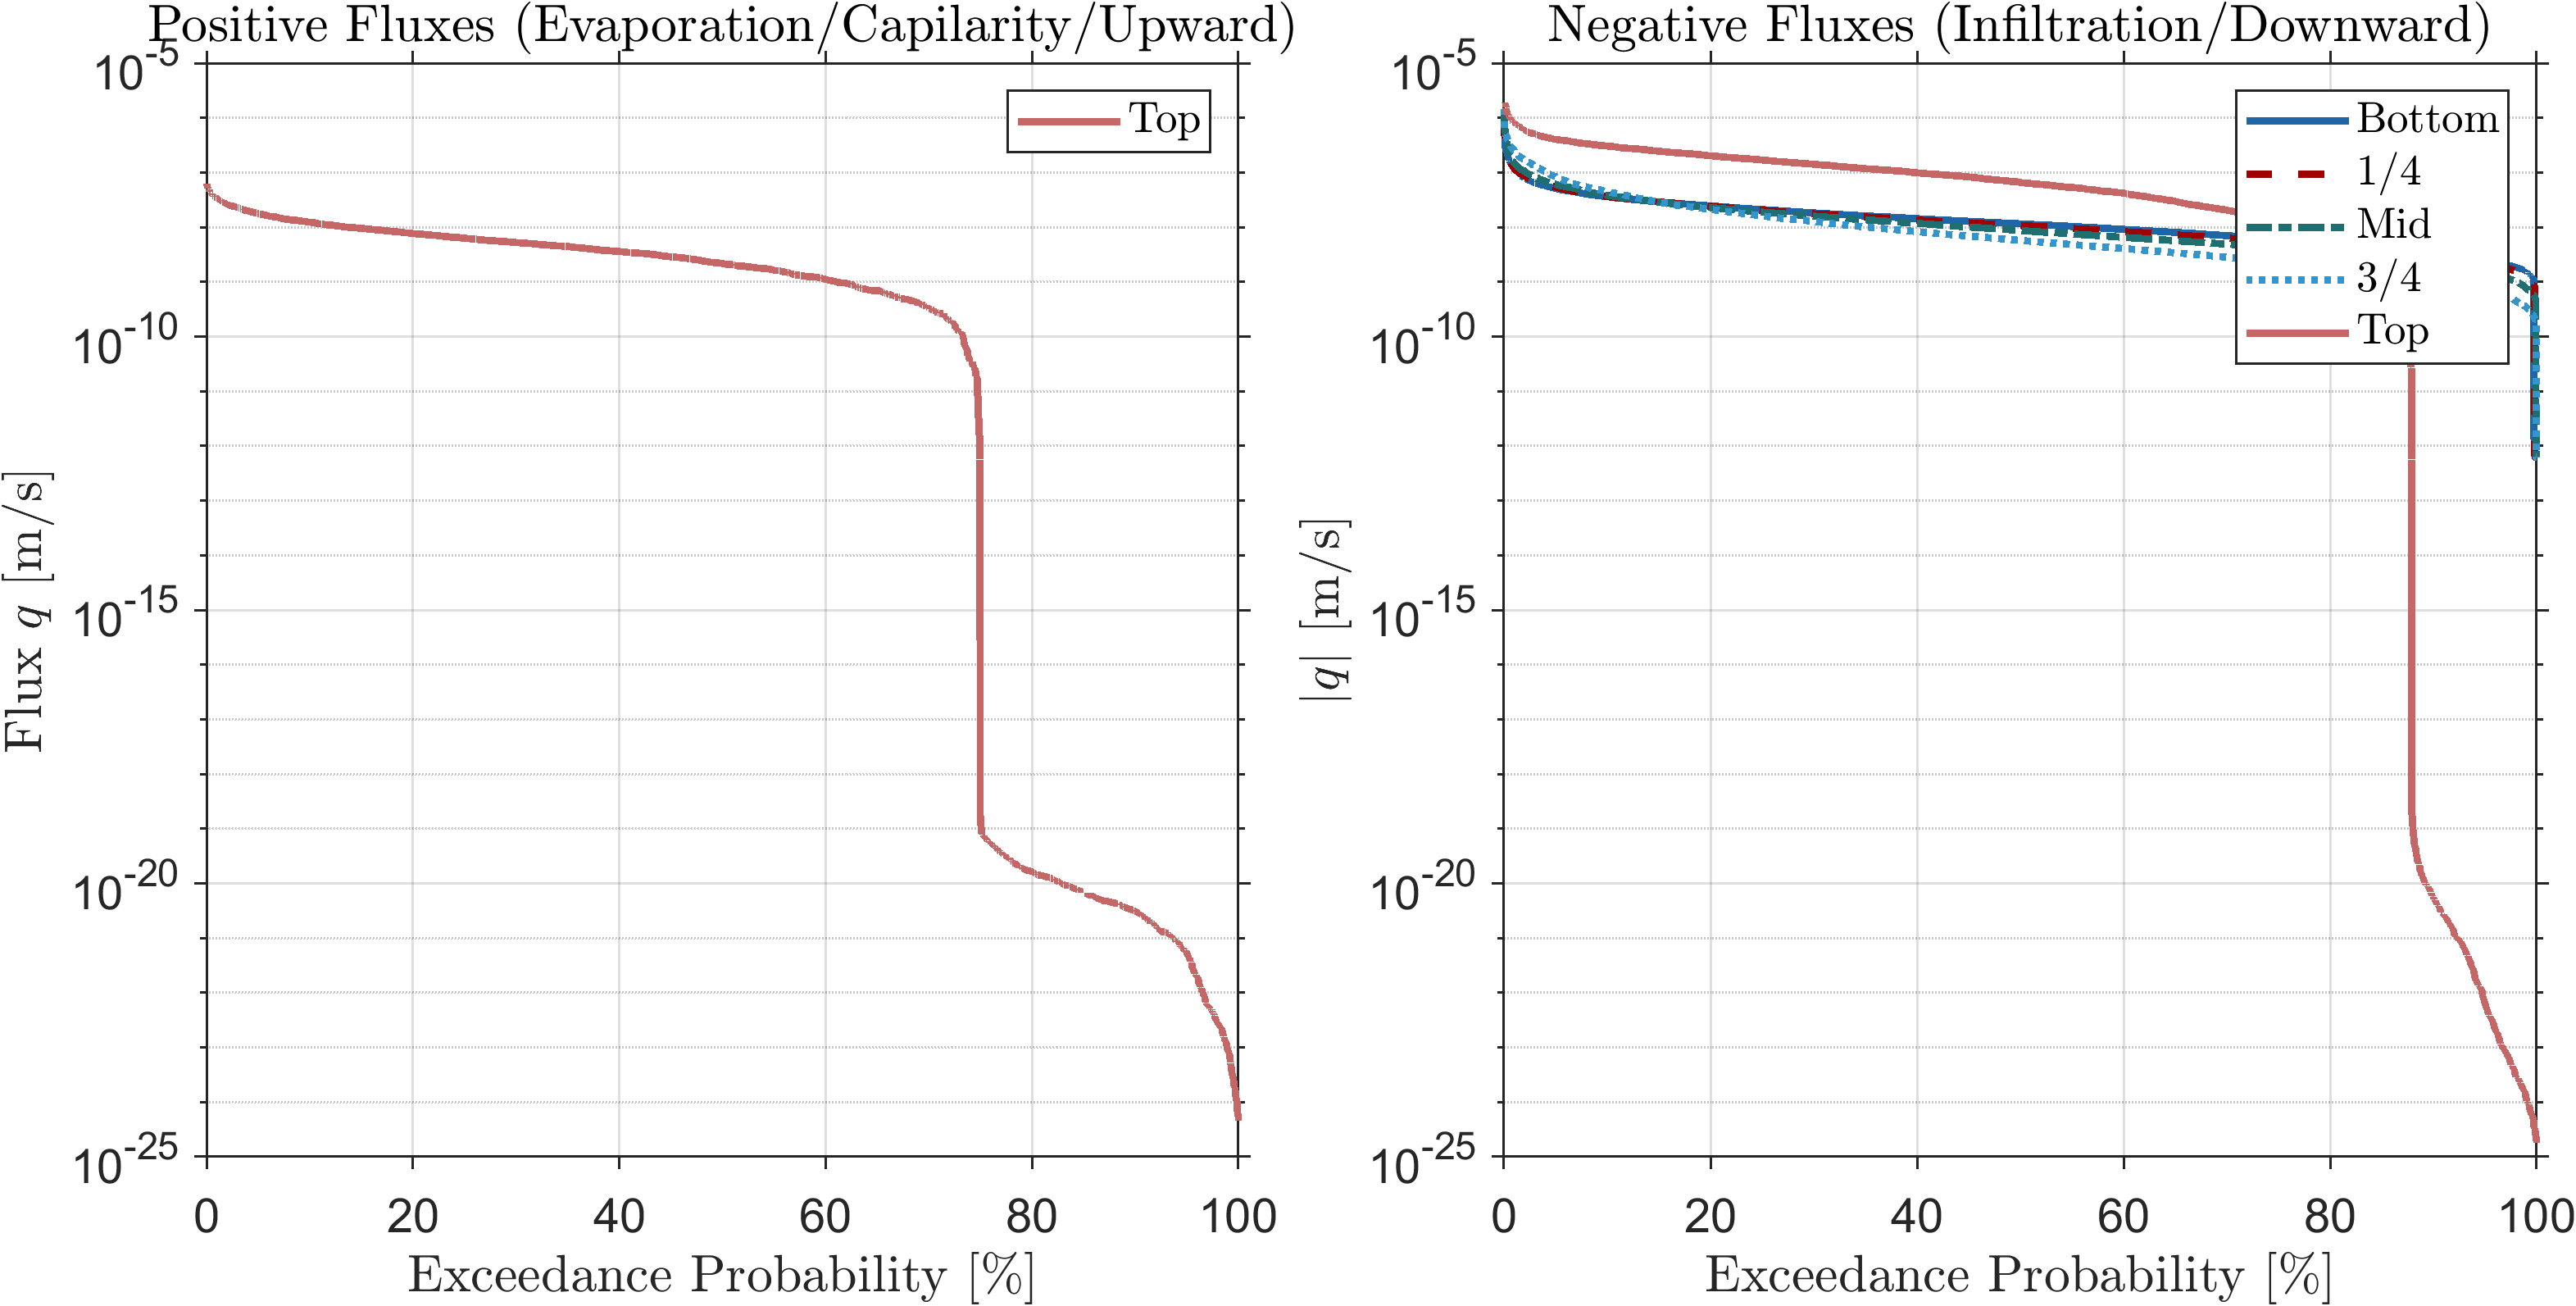 Positive Fluxes (Evaporation/Capilarity/Upward)
10-5
10-10
10-15
10-20
10-25
Flux q [m/s]
Top
0 20 40 60 80 100
Exceedance Probability [%]
Negative Fluxes (Infiltration/Downward)
10-5
10-10
10-15
10-20
10-25
|q| [m/s]
Bottom
1/4
Mid
3/4
Top
0 20 40 60 80 100
Exceedance Probability [%]